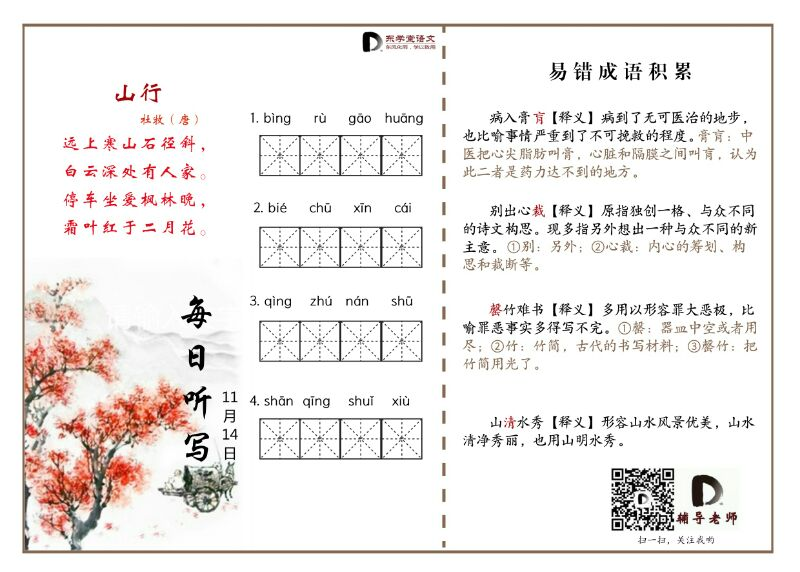 东学堂语文
东风化雨,学以致用
山行
杜牧(唐)
远上寒山石径斜,
白云深处有人家。
停车坐爱枫林晚,
霜叶红于二月花。
每日听写
11月14日
1. bìng rù gāo huāng
2. bié chū xīn cái
3. qìng zhú nán shū
4. shān qīng shuǐ xiù
易错成语积累
病入膏肓【释义】病到了无可医治的地步,
也比喻事情严重到了不可挽救的程度。膏肓:中
医把心尖脂肪叫膏,心脏和隔膜之间叫肓,认为
此二者是药力达不到的地方。
别出心裁【释义】原指独创一格、与众不同
的诗文构思。现多指另外想出一种与众不同的新
主意。①别:另外;②心裁:内心的筹划、构
思和裁断等。
罄竹难书【释义】多用以形容罪大恶极,比
喻罪恶事实多得写不完。①罄:器皿中空或者用
尽;②竹:竹简,古代的书写材料;③罄竹:把
竹简用光了。
山清水秀【释义】形容山水风景优美,山水
清净秀丽,也用山明水秀。
辅导老师
扫一扫,关注我哟